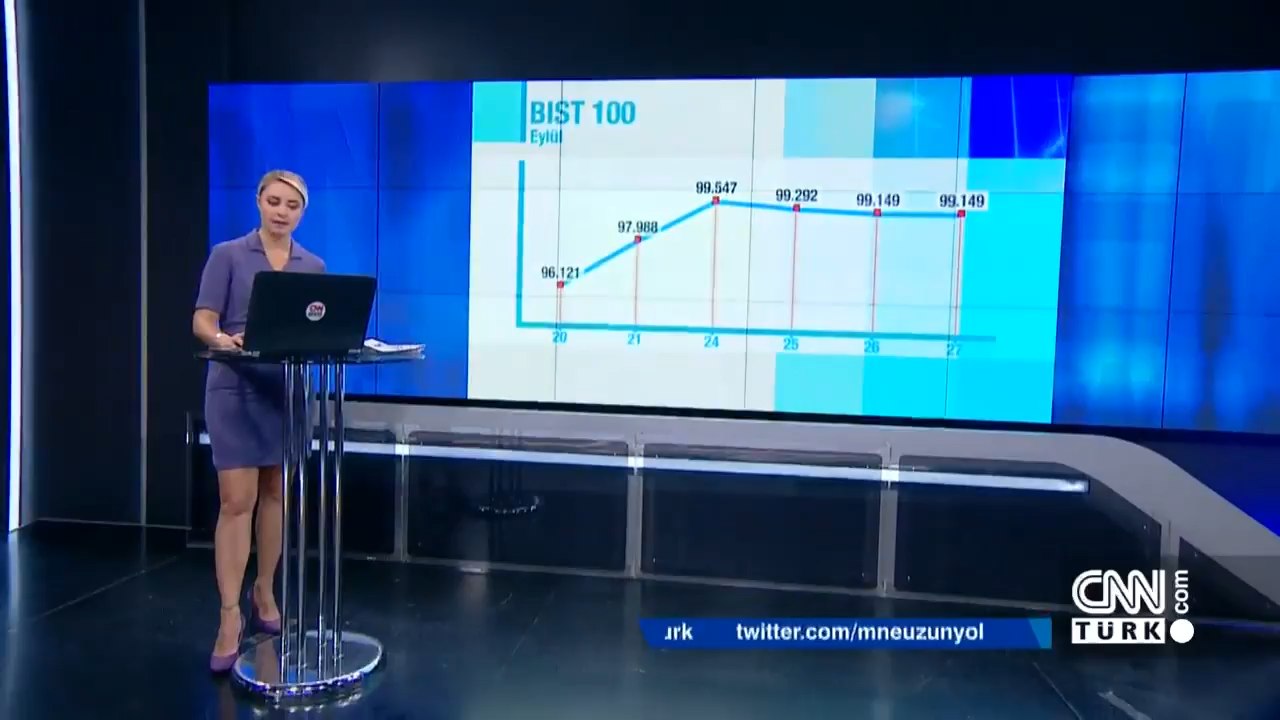 BIST 100
Eylül
96.121
97.988
99.547
99.292
99.149
99.149
20
21
24
25
26
27
CNN
.ırk twitter.com/mneuzunyol
CNN
TÜRK
.com